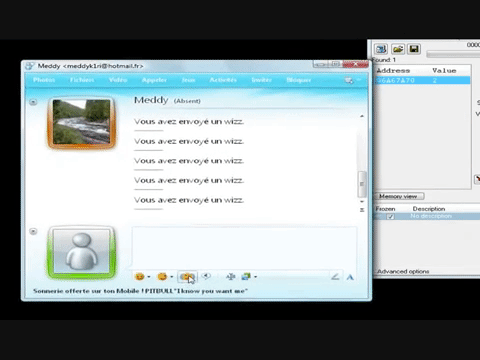 Meddy <meddyk1ri@hotmail.fr>
Photos Fichiers Vidéo Appeler Jeux Activités Inviter Bloquer
Meddy (Absent)
Vous avez envoyé un wizz.
Vous avez envoyé un wizz.
Vous avez envoyé un wizz.
Vous avez envoyé un wizz.
Vous avez envoyé un wizz.
A
Sonnerie offerte sur ton Mobile ! PITBULL "I know you want me"
Found: 1
Address Value
2
Memory view
Frozen Description
No description
Advanced options